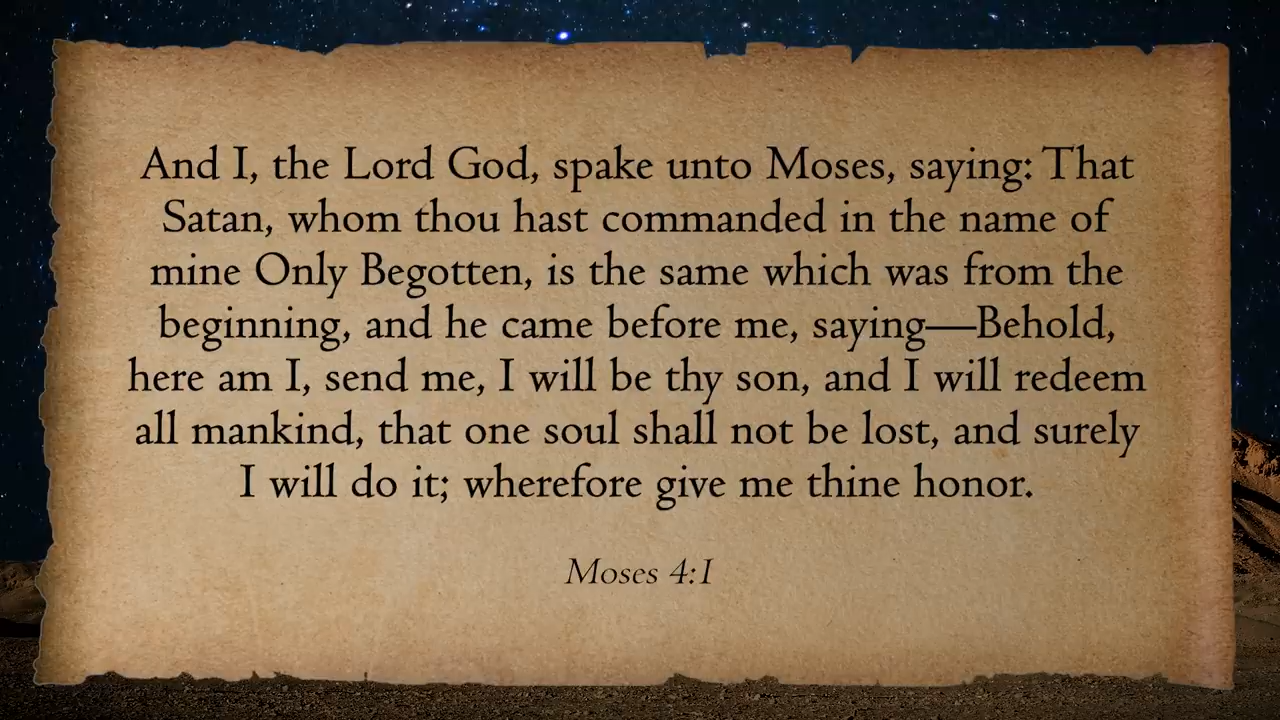 And I, the Lord God, spake unto Moses, saying: That
Satan, whom thou hast commanded in the name of
mine Only Begotten, is the same which was from the
beginning, and he came before me, saying—Behold,
here am I, send me, I will be thy son, and I will redeem
all mankind, that one soul shall not be lost, and surely
I will do it; wherefore give me thine honor.
Moses 4:1